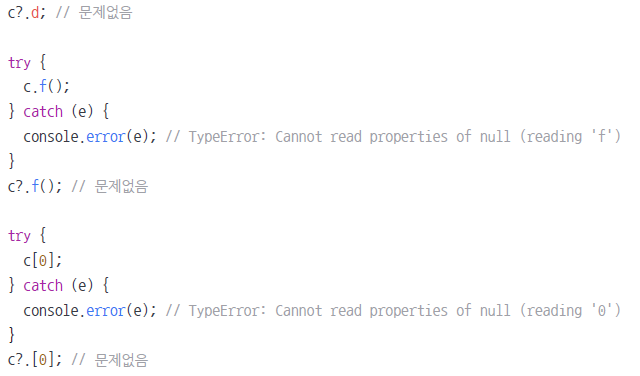 c?.d; // 문제없음
try {
c.f();
} catch (e) {
console.error(e); // TypeError: Cannot read properties of null (reading 'f')
}
c?.f(); // 문제없음
try {
c[0];
} catch (e) {
console.error(e); // TypeError: Cannot read properties of null (reading '0')
}
c?.[0]; // 문제없음